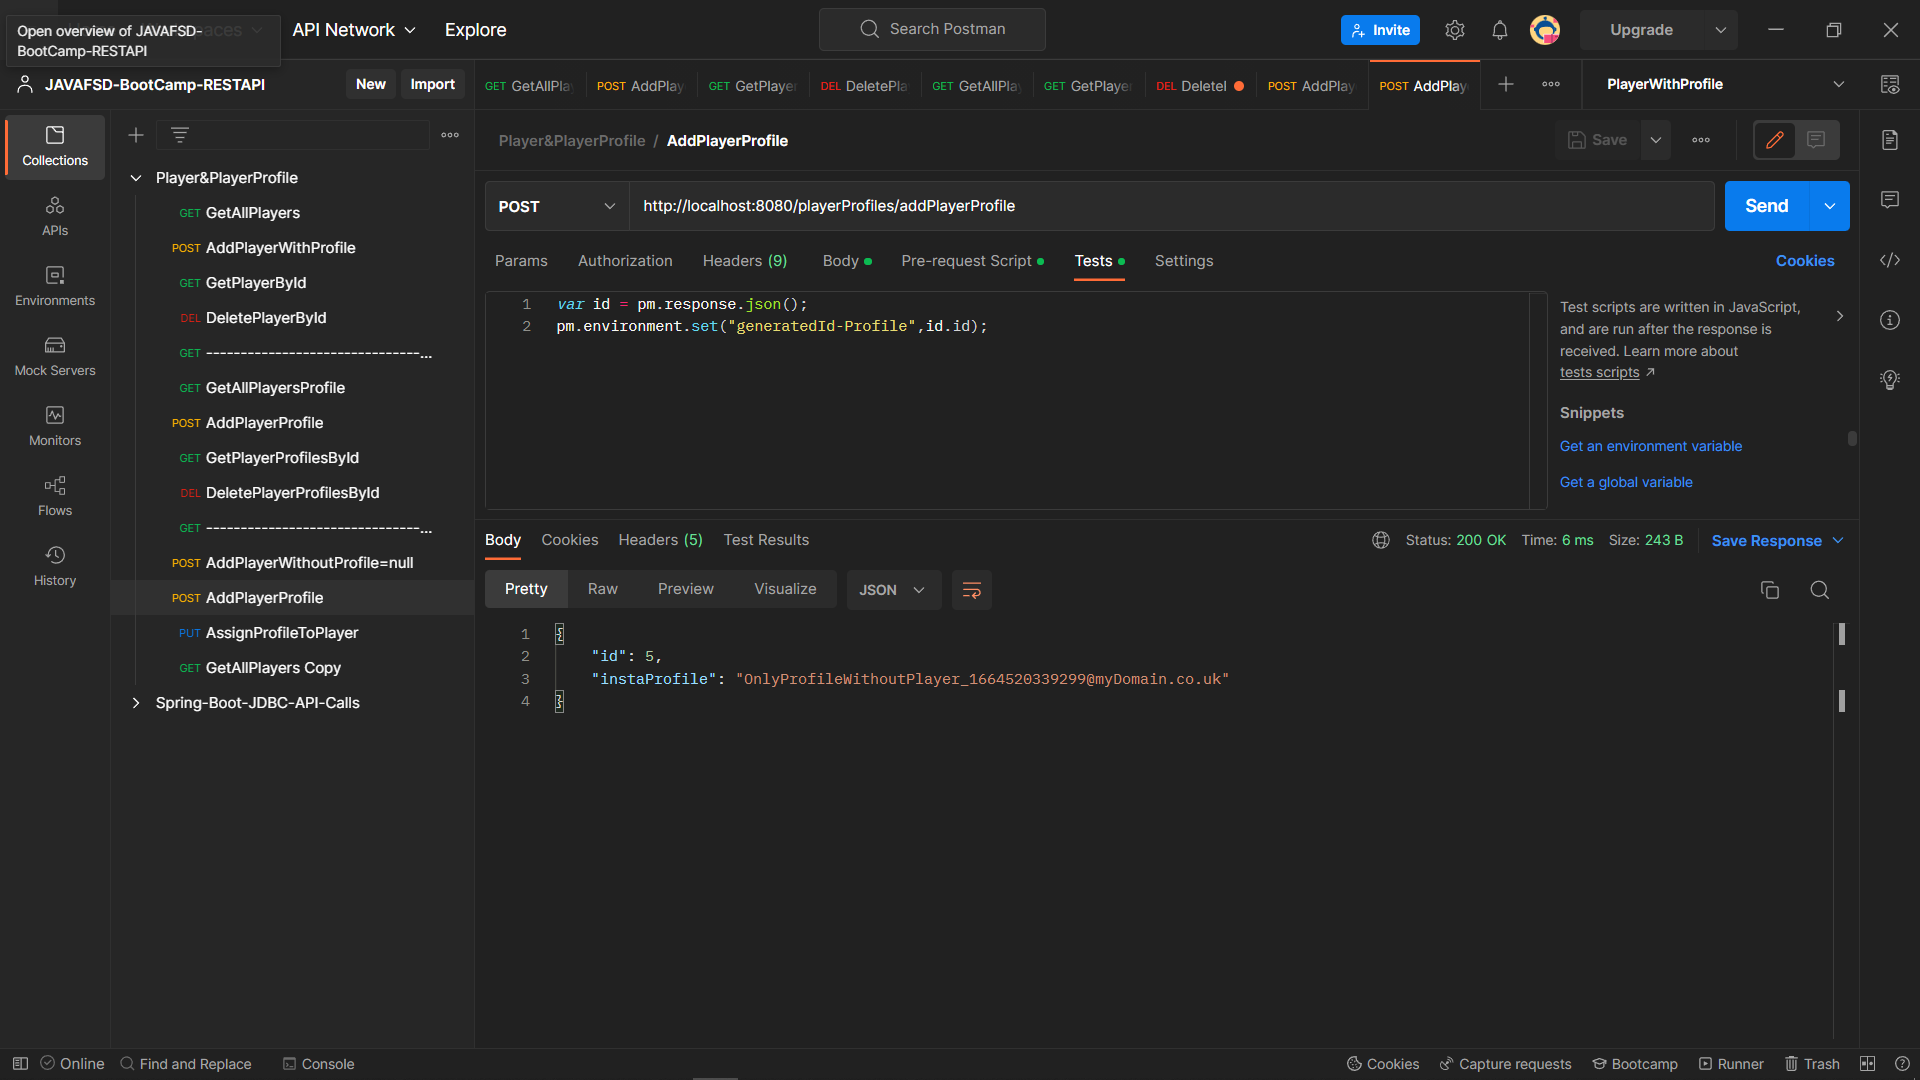 Open overview of JAVAFSD-
BootCamp-RESTAPI
API Network
Explore
Search Postman
Invite
Upgrade
JAVAFSD-BootCamp-RESTAPI
New
Import
GET GetAllPla
POST AddPlay
GET GetPlayer
DEL DeletePla
GET GetAllPla
GET GetPlayer
DEL Deletel
POST AddPlay
POST AddPlay
PlayerWithProfile
Collections
APIs
Environments
Mock Servers
Monitors
Flows
History
Player&PlayerProfile
GET GetAllPlayers
POST AddPlayerWithProfile
GET GetPlayerById
DEL DeletePlayerById
GET -------------------------------...
GET GetAllPlayersProfile
POST AddPlayerProfile
GET GetPlayerProfilesById
DEL DeletePlayerProfilesById
GET -------------------------------...
POST AddPlayerWithoutProfile=null
POST AddPlayerProfile
PUT AssignProfileToPlayer
GET GetAllPlayers Copy
Spring-Boot-JDBC-API-Calls
Player&PlayerProfile / AddPlayerProfile
Save
POST
http://localhost:8080/playerProfiles/addPlayerProfile
Send
Params
Authorization
Headers (9)
Body
Pre-request Script
Tests
Settings
Cookies
1 var id = pm.response.json();
2 pm.environment.set("generatedId-Profile",id.id);
Test scripts are written in JavaScript,
and are run after the response is
received. Learn more about
tests scripts ↗
Snippets
Get an environment variable
Get a global variable
Body
Cookies
Headers (5)
Test Results
Status: 200 OK
Time: 6 ms
Size: 243 B
Save Response
Pretty
Raw
Preview
Visualize
JSON
1 {
2 "id": 5,
3 "instaProfile": "OnlyProfileWithoutPlayer_1664520339299@myDomain.co.uk"
4 }
Online
Find and Replace
Console
Cookies
Capture requests
Bootcamp
Runner
Trash